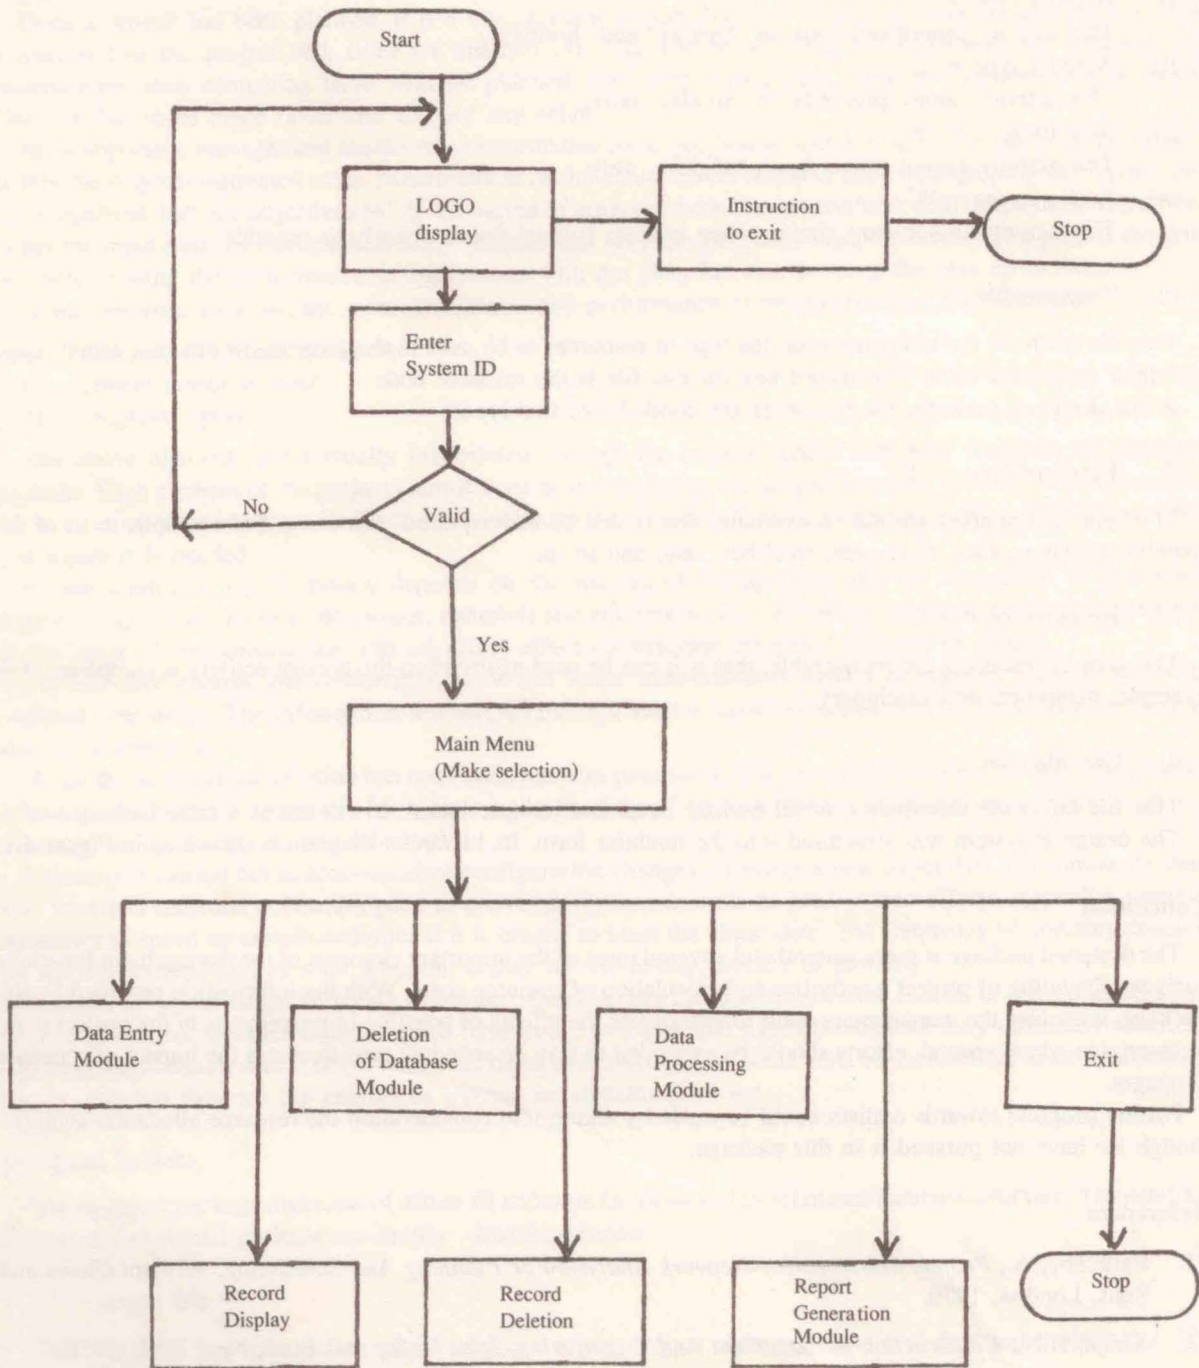 Start
LOGO
display
Instruction
to exit
Stop
Enter
System ID
No
Valid
Yes
Main Menu
(Make selection)
Data Entry
Module
Deletion
of Database
Module
Data
Processing
Module
Exit
Record
Display
Record
Deletion
Report
Generation
Module
Stop